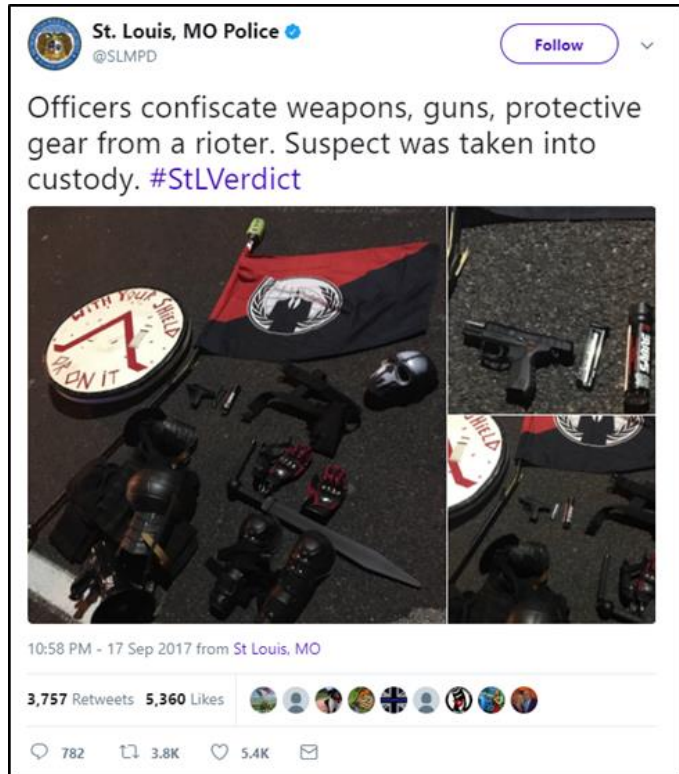 St. Louis, MO Police
@SLMPD
Follow
Officers confiscate weapons, guns, protective
gear from a rioter. Suspect was taken into
custody. #StLVerdict
WITH YOUR SHIELD
OR ON IT
SHIELD
10:58 PM - 17 Sep 2017 from St Louis, MO
3,757 Retweets 5,360 Likes
782 3.8K 5.4K